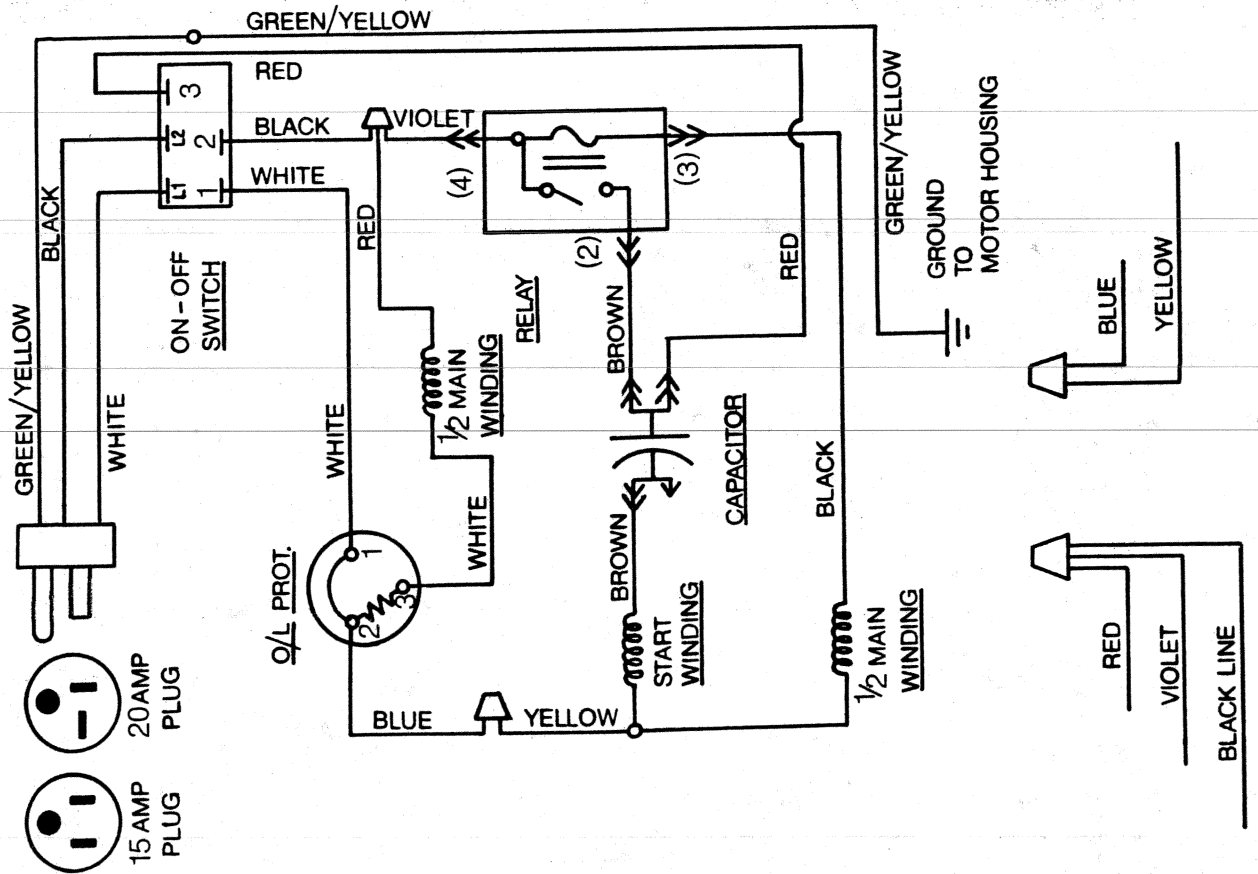 GREEN/YELLOW
RED
3
L2
2
BLACK
VIOLET
L1
1
WHITE
(4)
(3)
(2)
BLACK
RED
RED
GREEN/YELLOW
GROUND
TO
MOTOR HOUSING
ON-OFF
SWITCH
RELAY
BROWN
BLUE
YELLOW
GREEN/YELLOW
WHITE
WHITE
1/2 MAIN
WINDING
CAPACITOR
BLACK
O/L PROT.
1
2
3
WHITE
BROWN
START
WINDING
1/2 MAIN
WINDING
RED
VIOLET
BLACK LINE
BLUE
YELLOW
20 AMP
PLUG
15 AMP
PLUG